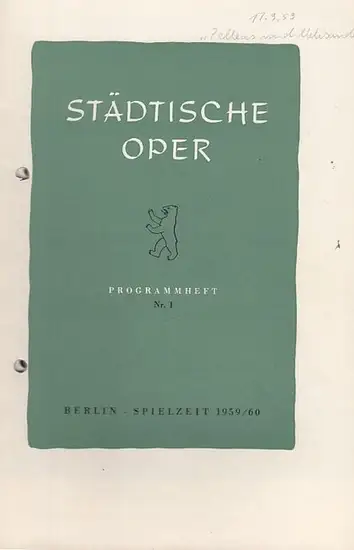 17.9.59
"Pelleas und Melisande
STÄDTISCHE
OPER
PROGRAMMHEFT
Nr. 1
BERLIN - SPIELZEIT 1959/60